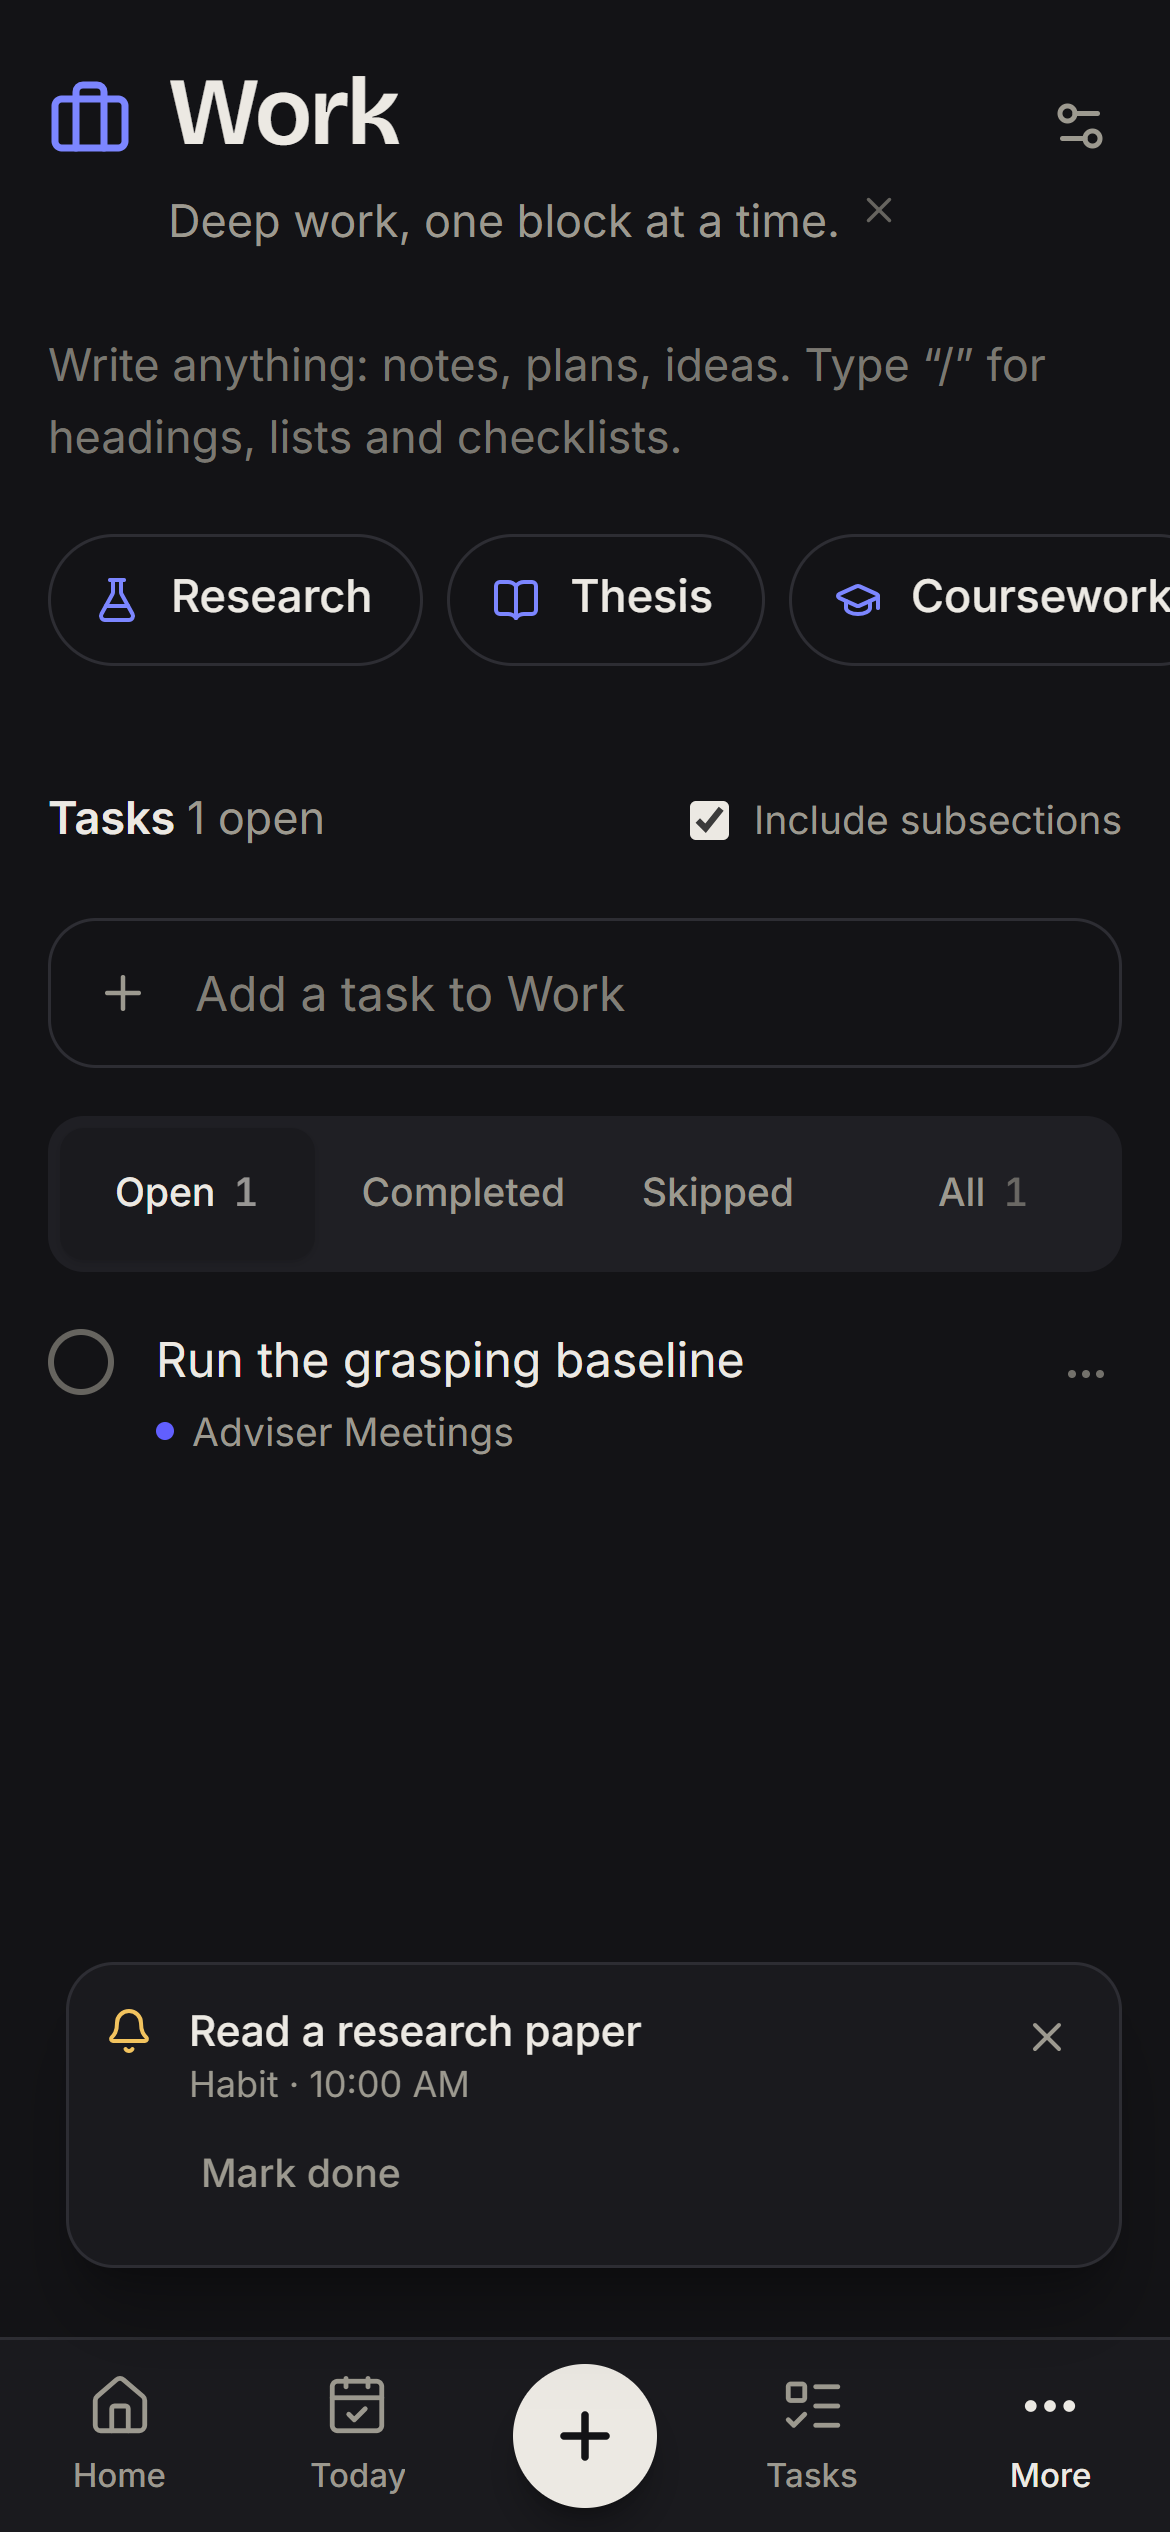 Work
Deep work, one block at a time.
Write anything: notes, plans, ideas. Type “/” for
headings, lists and checklists.
Research
Thesis
Coursework
Tasks 1 open
Include subsections
Add a task to Work
Open 1
Completed
Skipped
All 1
Run the grasping baseline
Adviser Meetings
Read a research paper
Habit · 10:00 AM
Mark done
Home
Today
Tasks
More